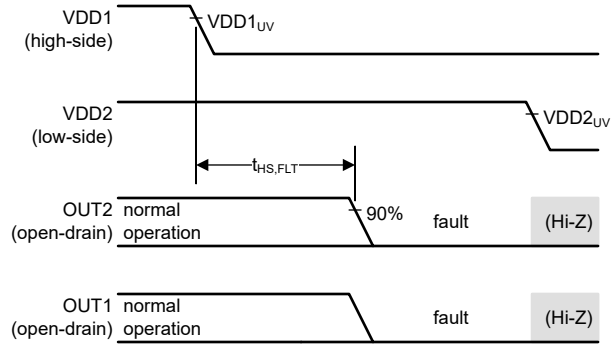 VDD1
(high-side)
VDD1UV
VDD2
(low-side)
VDD2UV
tHS,FLT
OUT2
(open-drain)
normal
operation
90%
fault
(Hi-Z)
OUT1
(open-drain)
normal
operation
fault
(Hi-Z)